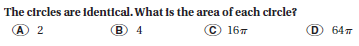 The circles are identical. What is the area of each circle?
A 2 B 4 C 16π D 64π